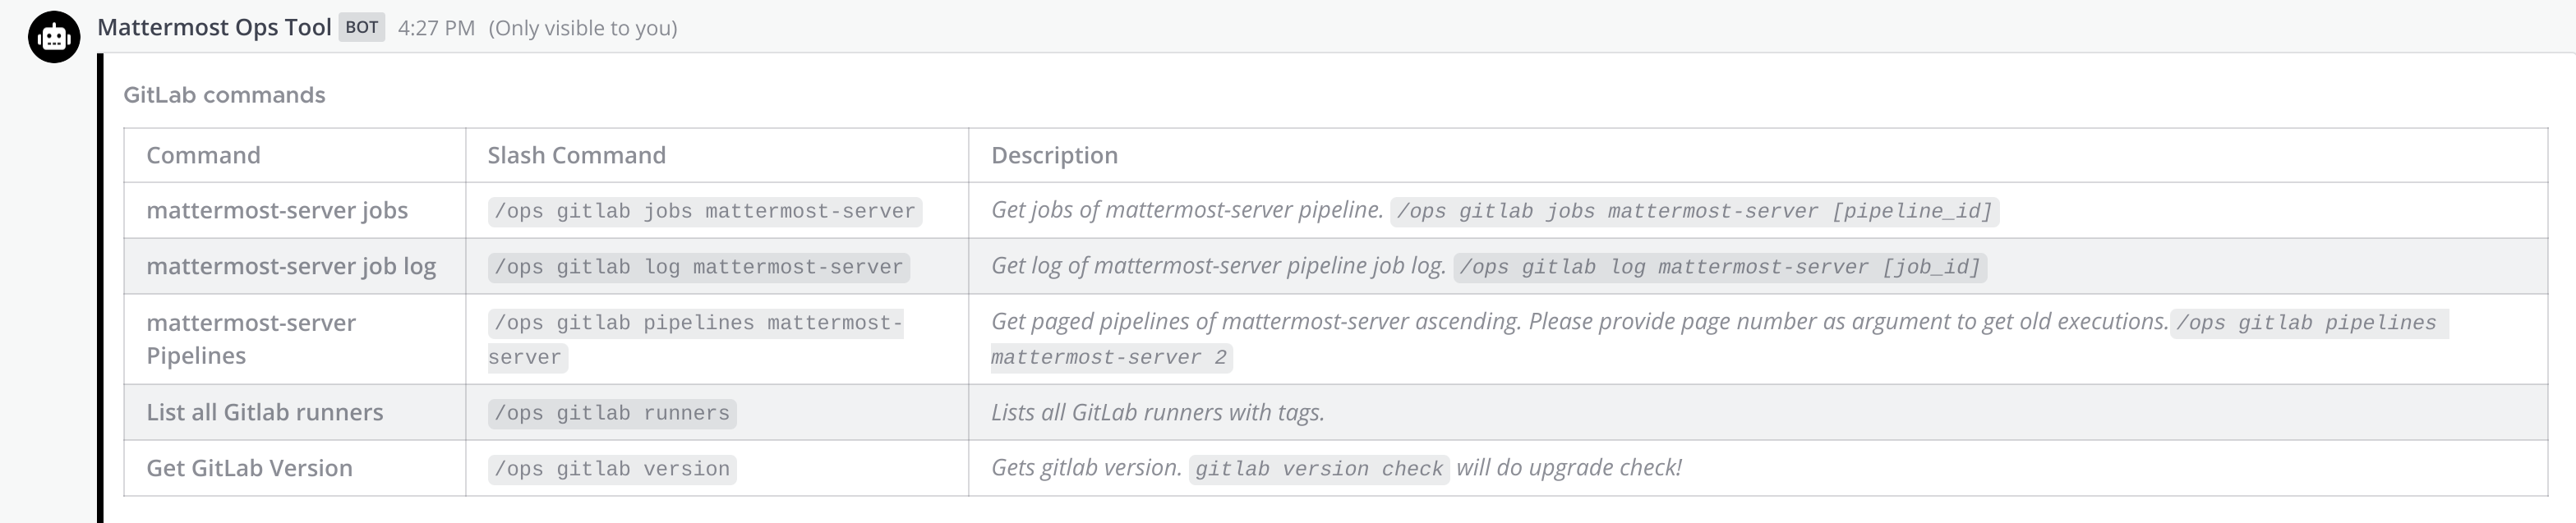 Mattermost Ops Tool BOT 4:27 PM (Only visible to you)
GitLab commands
Command Slash Command Description
mattermost-server jobs /ops gitlab jobs mattermost-server Get jobs of mattermost-server pipeline. /ops gitlab jobs mattermost-server [pipeline_id]
mattermost-server job log /ops gitlab log mattermost-server Get log of mattermost-server pipeline job log. /ops gitlab log mattermost-server [job_id]
mattermost-server /ops gitlab pipelines mattermost- Get paged pipelines of mattermost-server ascending. Please provide page number as argument to get old executions. /ops gitlab pipelines
Pipelines server mattermost-server 2
List all Gitlab runners /ops gitlab runners Lists all GitLab runners with tags.
Get GitLab Version /ops gitlab version Gets gitlab version. gitlab version check will do upgrade check!